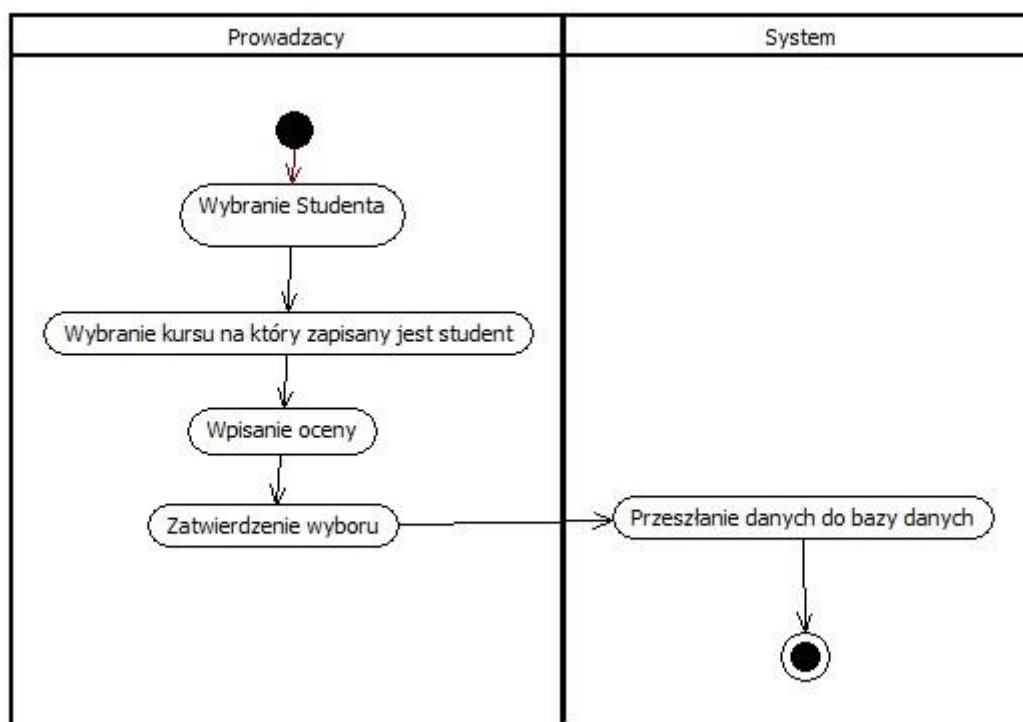 Prowadzacy
System
Wybranie Studenta
Wybranie kursu na który zapisany jest student
Wpisanie oceny
Zatwierdzenie wyboru
Przeszłanie danych do bazy danych